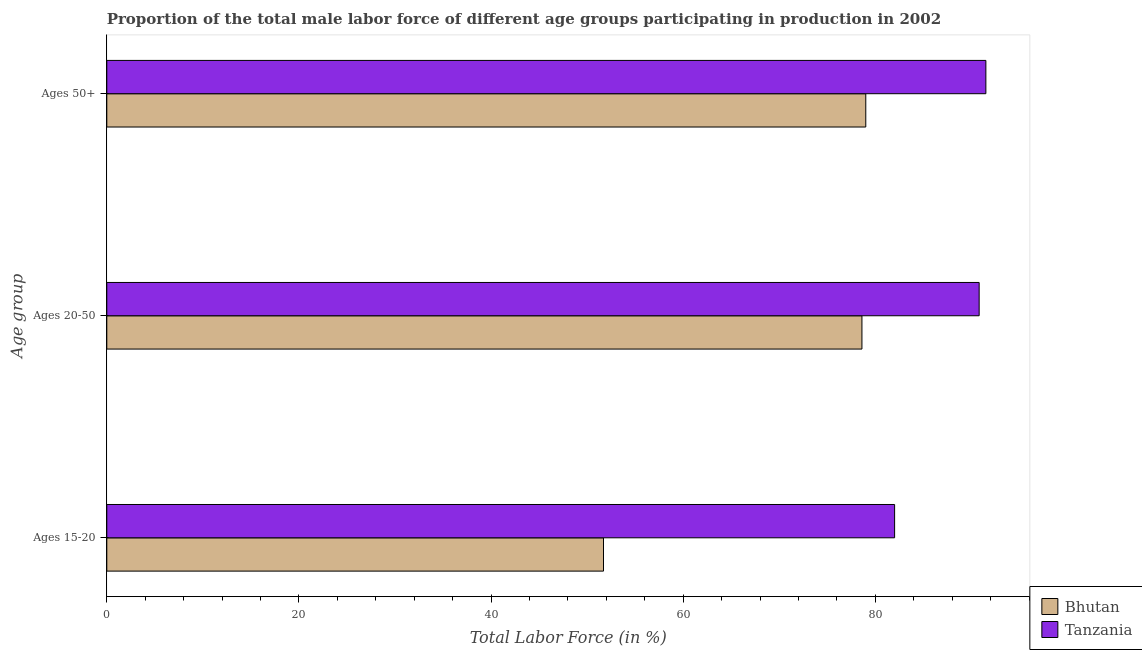 Proportion of the total male labor force of different age groups participating in production in 2002
Age group
Ages 50+
Ages 20-50
Ages 15-20
0
20
40
60
80
Total Labor Force (in %)
Bhutan
Tanzania